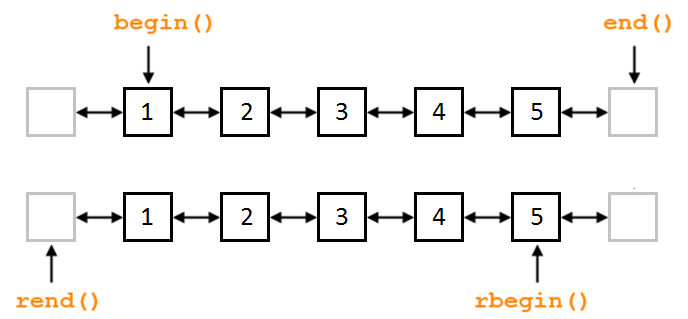 begin() end()
1 2 3 4 5
1 2 3 4 5
rend() rbegin()